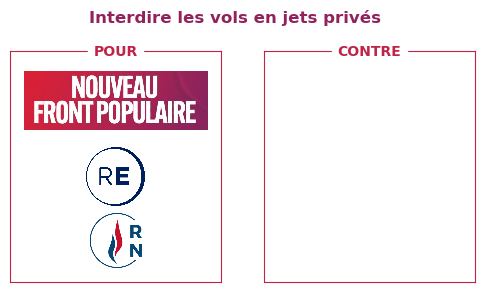 Interdire les vols en jets privés
POUR
NOUVEAU
FRONT POPULAIRE
RE
R
N
CONTRE